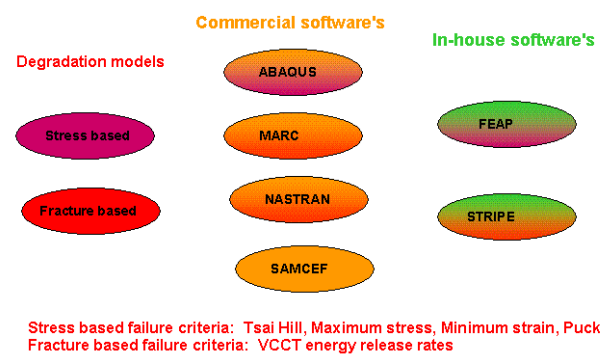 Commercial software's
In-house software's
Degradation models
ABAQUS
FEAP
Stress based
MARC
NASTRAN
Fracture based
STRIPE
SAMCEF
Stress based failure criteria: Tsai Hill, Maximum stress, Minimum strain, Puck
Fracture based failure criteria: VCCT energy release rates